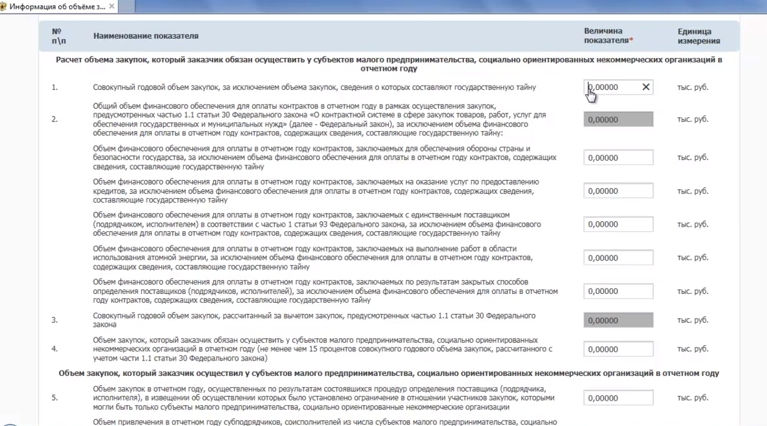 Информация об объёме з...
№ п\п
Наименование показателя
Величина показателя*
Единица измерения
Расчет объема закупок, который заказчик обязан осуществить у субъектов малого предпринимательства, социально ориентированных некоммерческих организаций в
отчетном году
1. Совокупный годовой объем закупок, за исключением объема закупок, сведения о которых составляют государственную тайну 0,00000 тыс. руб.
Общий объем финансового обеспечения для оплаты контрактов в отчетном году в рамках осуществления закупок,
предусмотренных частью 1.1 статьи 30 Федерального закона «О контрактной системе в сфере закупок товаров, работ, услуг для
2. обеспечения государственных и муниципальных нужд» (далее - Федеральный закон), за исключением объема финансового 0,00000 тыс. руб.
обеспечения для оплаты в отчетном году контрактов, содержащих сведения, составляющие государственную тайну:
Объем финансового обеспечения для оплаты в отчетном году контрактов, заключаемых для обеспечения обороны страны и
безопасности государства, за исключением объема финансового обеспечения для оплаты в отчетном году контрактов, содержащих 0,00000 тыс. руб.
сведения, составляющие государственную тайну
Объем финансового обеспечения для оплаты в отчетном году контрактов, заключаемых на оказание услуг по предоставлению
кредитов, за исключением объема финансового обеспечения для оплаты в отчетном году контрактов, содержащих сведения, 0,00000 тыс. руб.
составляющие государственную тайну
Объем финансового обеспечения для оплаты в отчетном году контрактов, заключаемых с единственным поставщиком
(подрядчиком, исполнителем) в соответствии с частью 1 статьи 93 Федерального закона, за исключением объема финансового 0,00000 тыс. руб.
обеспечения для оплаты в отчетном году контрактов, содержащих сведения, составляющие государственную тайну
Объем финансового обеспечения для оплаты в отчетном году контрактов, заключаемых на выполнение работ в области
использования атомной энергии, за исключением объема финансового обеспечения для оплаты в отчетном году контрактов, 0,00000 тыс. руб.
содержащих сведения, составляющие государственную тайну
Объем финансового обеспечения для оплаты в отчетном году контрактов, заключаемых по результатам закрытых способов
определения поставщиков (подрядчиков, исполнителей), за исключением объема финансового обеспечения для оплаты в отчетном 0,00000 тыс. руб.
году контрактов, содержащих сведения, составляющие государственную тайну
3. Совокупный годовой объем закупок, рассчитанный за вычетом закупок, предусмотренных частью 1.1 статьи 30 Федерального 0,00000 тыс. руб.
закона
Объем закупок, который заказчик обязан осуществить у субъектов малого предпринимательства, социально ориентированных
4. некоммерческих организаций в отчетном году (не менее чем 15 процентов совокупного годового объема закупок, рассчитанного с 0,00000 тыс. руб.
учетом части 1.1 статьи 30 Федерального закона)
Объем закупок, который заказчик осуществил у субъектов малого предпринимательства, социально ориентированных некоммерческих организаций в отчетном году
Объем закупок в отчетном году, осуществленных по результатам состоявшихся процедур определения поставщика (подрядчика,
5. исполнителя), в извещении об осуществлении которых было установлено ограничение в отношении участников закупок, которыми 0,00000 тыс. руб.
могли быть только субъекты малого предпринимательства, социально ориентированные некоммерческие организации
Объем привлечения в отчетном году субподрядчиков, соисполнителей из числа субъектов малого предпринимательства, социально